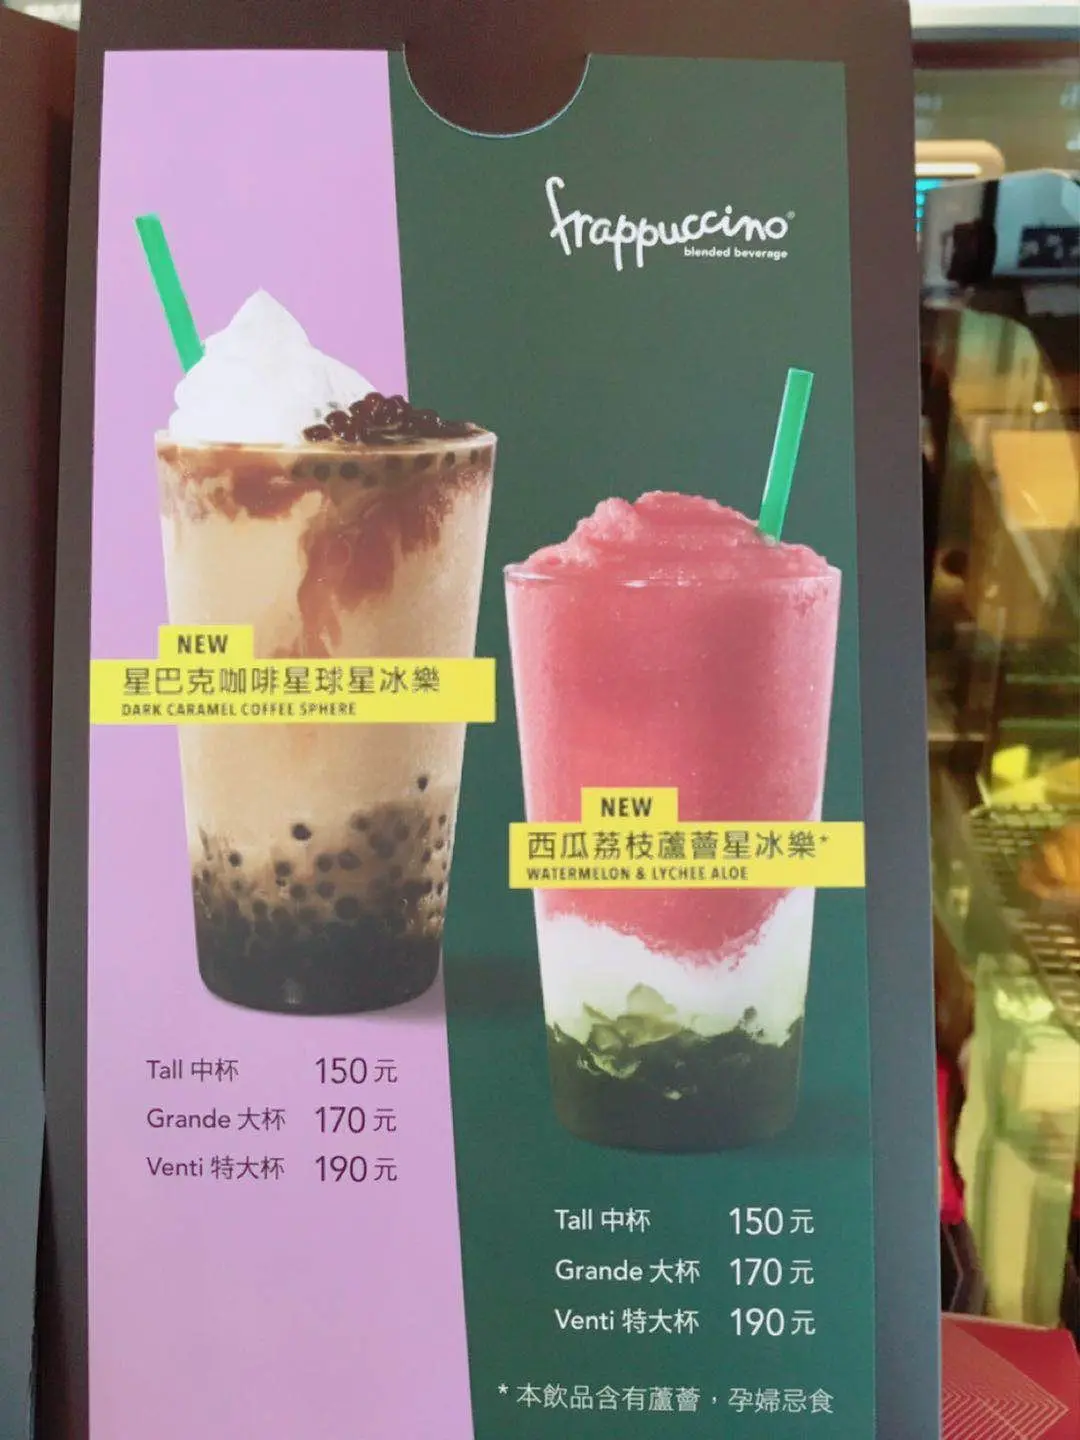 frappuccino®
blended beverage
NEW
星巴克咖啡星球星冰樂
DARK CARAMEL COFFEE SPHERE
NEW
西瓜荔枝蘆薈星冰樂*
WATERMELON & LYCHEE ALOE
Tall 中杯 150元
Grande 大杯 170元
Venti 特大杯 190元
Tall 中杯 150元
Grande 大杯 170元
Venti 特大杯 190元
* 本飲品含有蘆薈，孕婦忌食